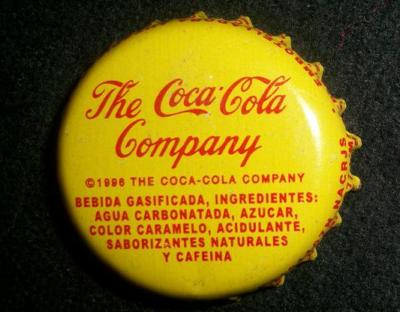 The Coca-Cola
Company
©1996 THE COCA-COLA COMPANY
BEBIDA GASIFICADA, INGREDIENTES:
AGUA CARBONATADA, AZUCAR,
COLOR CARAMELO, ACIDULANTE,
SABORIZANTES NATURALES
Y CAFEINA